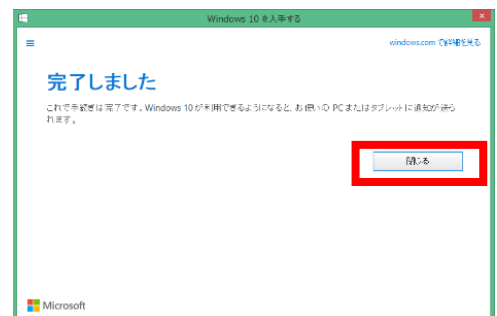 Windows 10 を入手する
windows.com で詳細を見る
完了しました
これで手続きは完了です。Windows 10 が利用できるようになると、お使いの PC またはタブレットに通知が送ら
れます。
閉じる
Microsoft